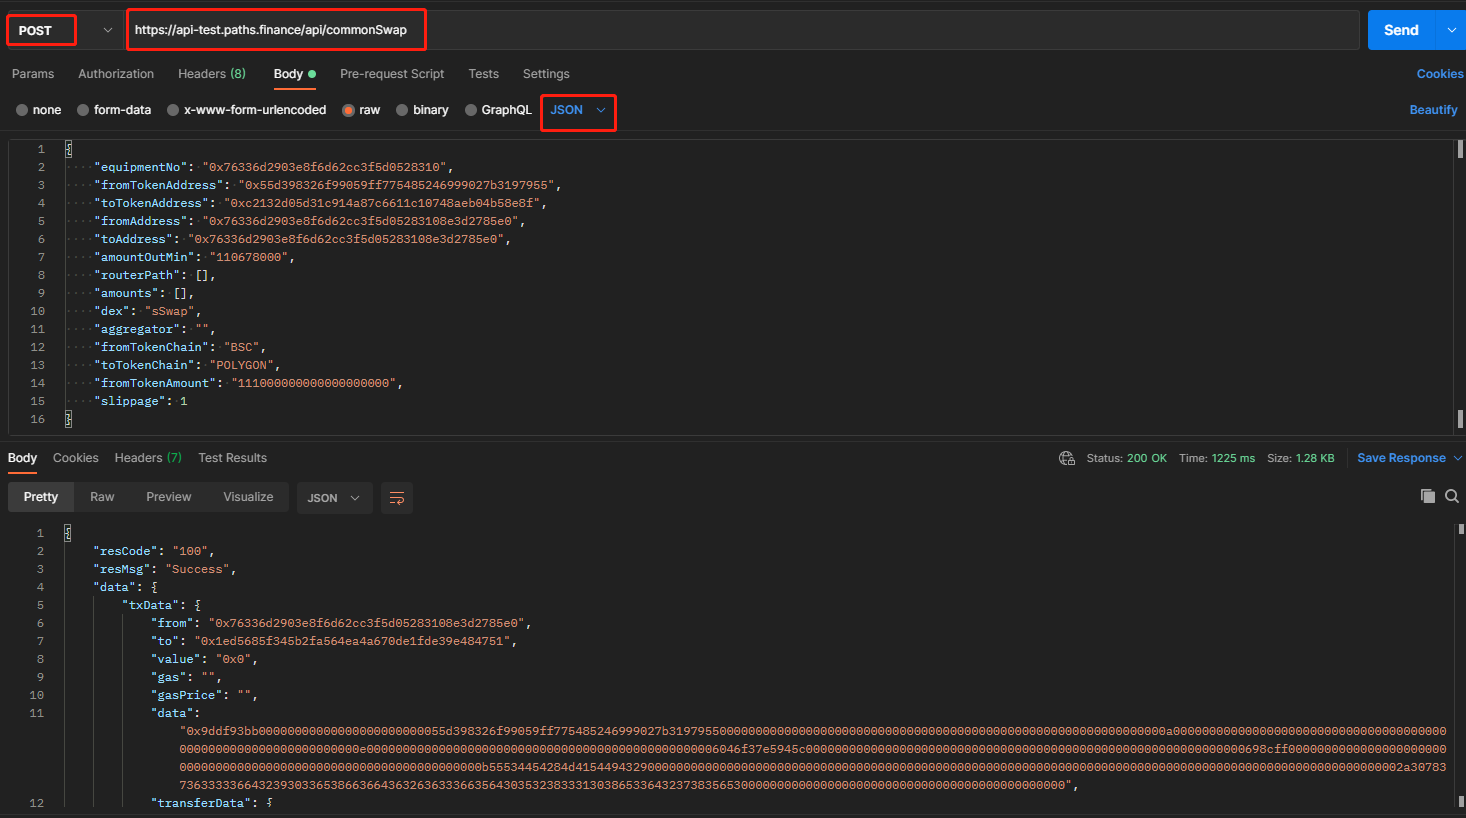 POST https://api-test.paths.finance/api/commonSwap Send
Params Authorization Headers (8) Body Pre-request Script Tests Settings Cookies
none form-data x-www-form-urlencoded raw binary GraphQL JSON Beautify
1 {
2 "equipmentNo": "0x76336d2903e8f6d62cc3f5d0528310",
3 "fromTokenAddress": "0x55d398326f99059ff775485246999027b3197955",
4 "toTokenAddress": "0xc2132d05d31c914a87c6611c10748aeb04b58e8f",
5 "fromAddress": "0x76336d2903e8f6d62cc3f5d05283108e3d2785e0",
6 "toAddress": "0x76336d2903e8f6d62cc3f5d05283108e3d2785e0",
7 "amountOutMin": "110678000",
8 "routerPath": [],
9 "amounts": [],
10 "dex": "sSwap",
11 "aggregator": "",
12 "fromTokenChain": "BSC",
13 "toTokenChain": "POLYGON",
14 "fromTokenAmount": "111000000000000000000",
15 "slippage": 1
16 }
Body Cookies Headers (7) Test Results Status: 200 OK Time: 1225 ms Size: 1.28 KB Save Response
Pretty Raw Preview Visualize JSON
1 {
2 "resCode": "100",
3 "resMsg": "Success",
4 "data": {
5 "txData": {
6 "from": "0x76336d2903e8f6d62cc3f5d05283108e3d2785e0",
7 "to": "0x1ed5685f345b2fa564ea4a670de1fde39e484751",
8 "value": "0x0",
9 "gas": "",
10 "gasPrice": "",
11 "data":
12 "transferData": {